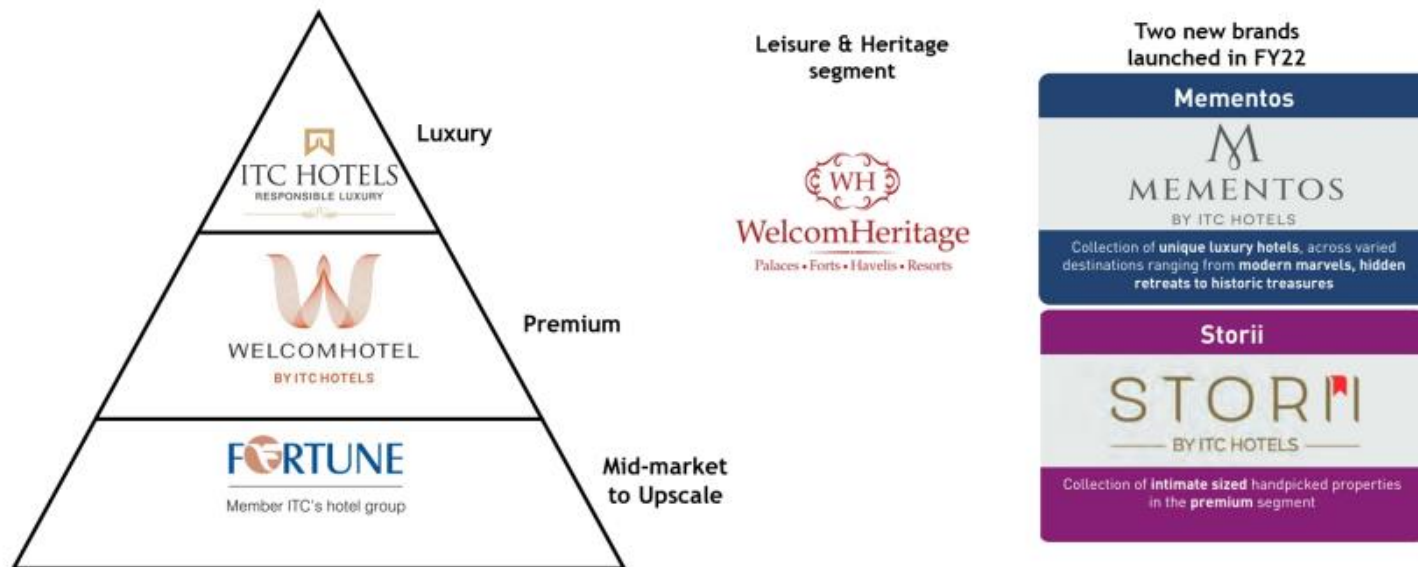 ITC HOTELS
RESPONSIBLE LUXURY
Luxury
WELCOMHOTEL
BY ITC HOTELS
Premium
FORTUNE
Member ITC's hotel group
Mid-market
to Upscale
Leisure & Heritage
segment
WH
WelcomHeritage
Palaces • Forts • Havelis • Resorts
Two new brands
launched in FY22
Mementos
M
MEMENTOS
BY ITC HOTELS
Collection of unique luxury hotels, across varied
destinations ranging from modern marvels, hidden
retreats to historic treasures
Storii
STORII
BY ITC HOTELS
Collection of intimate sized handpicked properties
in the premium segment